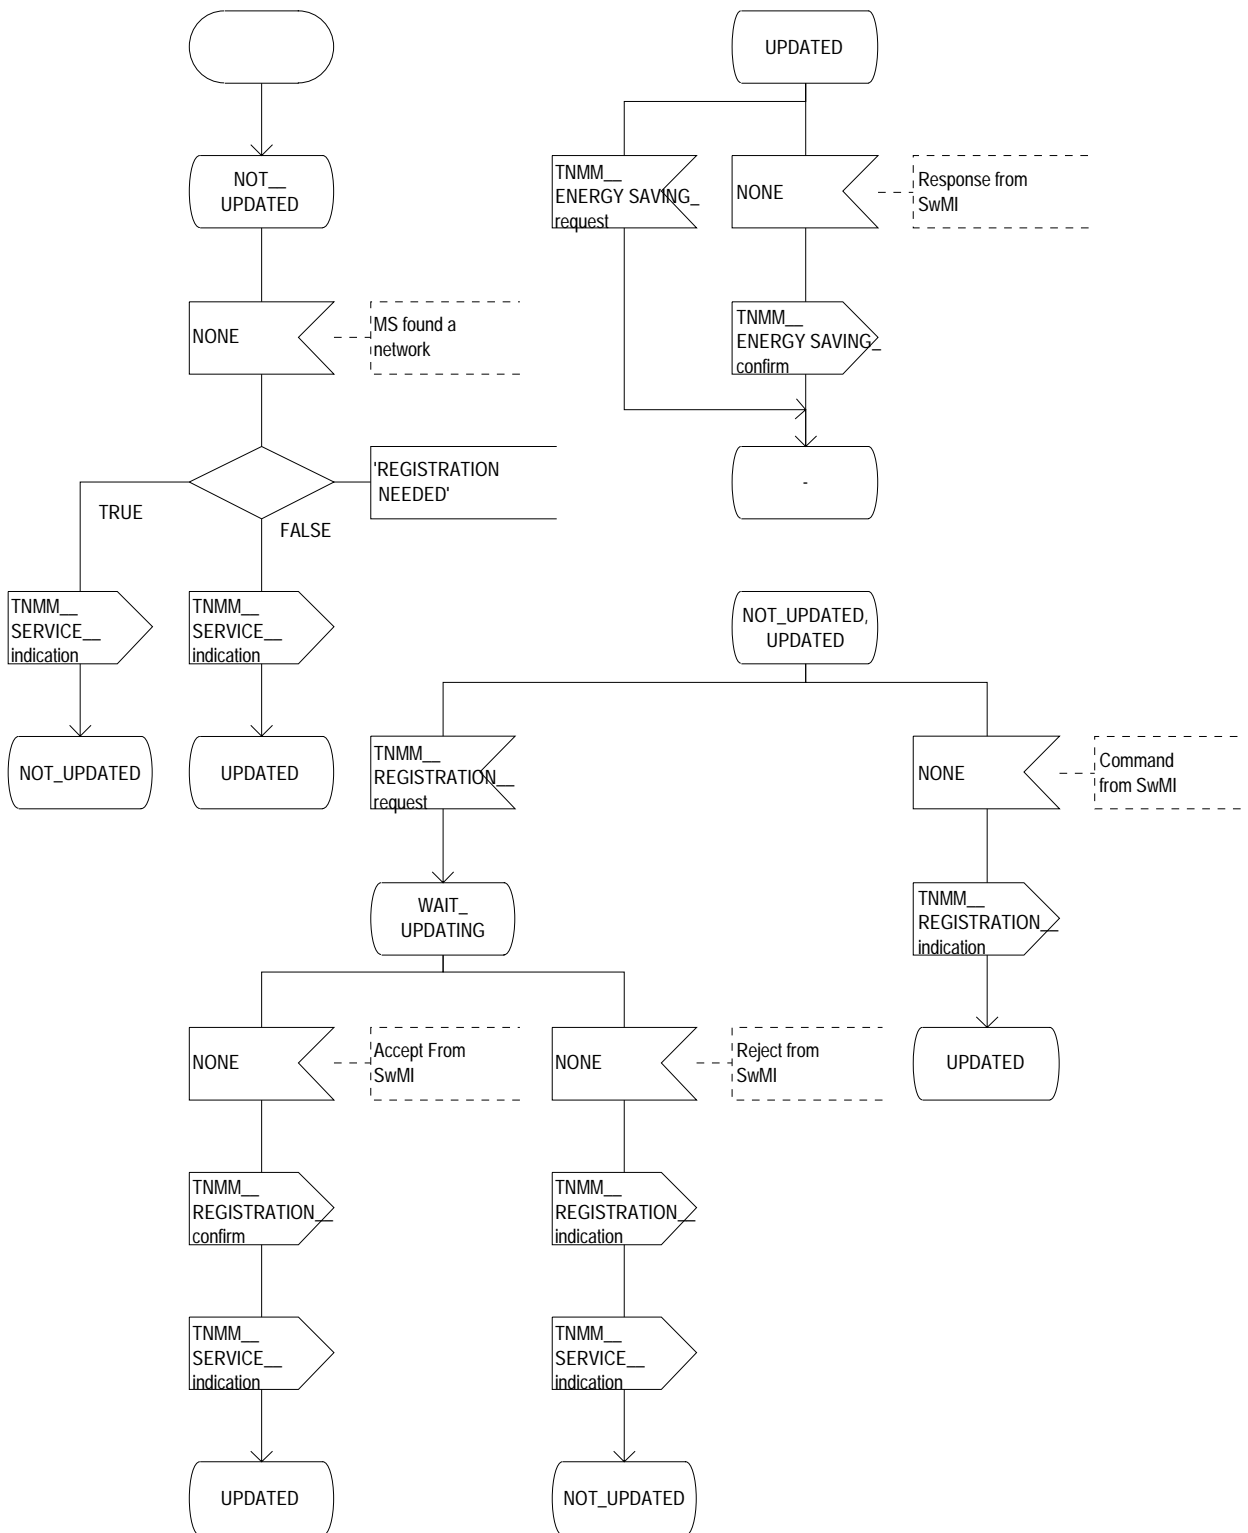 UPDATED
NOT__
UPDATED
TNMM__
ENERGY SAVING_
request
NONE
Response from
SwMI
NONE
MS found a
network
TNMM__
ENERGY SAVING_
confirm
'REGISTRATION
NEEDED'
-
TRUE
FALSE
TNMM__
SERVICE__
indication
TNMM__
SERVICE__
indication
NOT_UPDATED,
UPDATED
NOT_UPDATED
UPDATED
TNMM__
REGISTRATION__
request
NONE
Command
from SwMI
WAIT_
UPDATING
TNMM__
REGISTRATION__
indication
NONE
Accept From
SwMI
NONE
Reject from
SwMI
UPDATED
TNMM__
REGISTRATION__
confirm
TNMM__
REGISTRATION__
indication
TNMM__
SERVICE__
indication
TNMM__
SERVICE__
indication
UPDATED
NOT_UPDATED